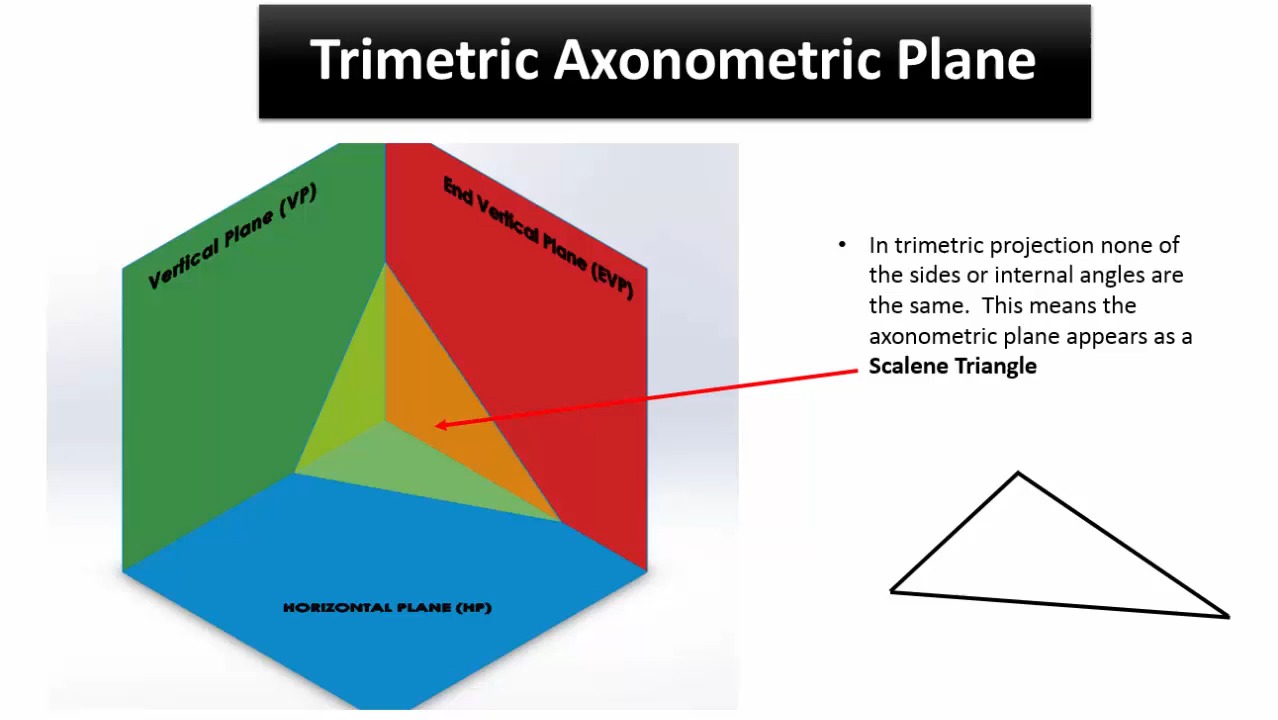 Trimetric Axonometric Plane
Vertical Plane (VP)
End Vertical Plane (EVP)
HORIZONTAL PLANE (HP)
• In trimetric projection none of
the sides or internal angles are
the same. This means the
axonometric plane appears as a
Scalene Triangle